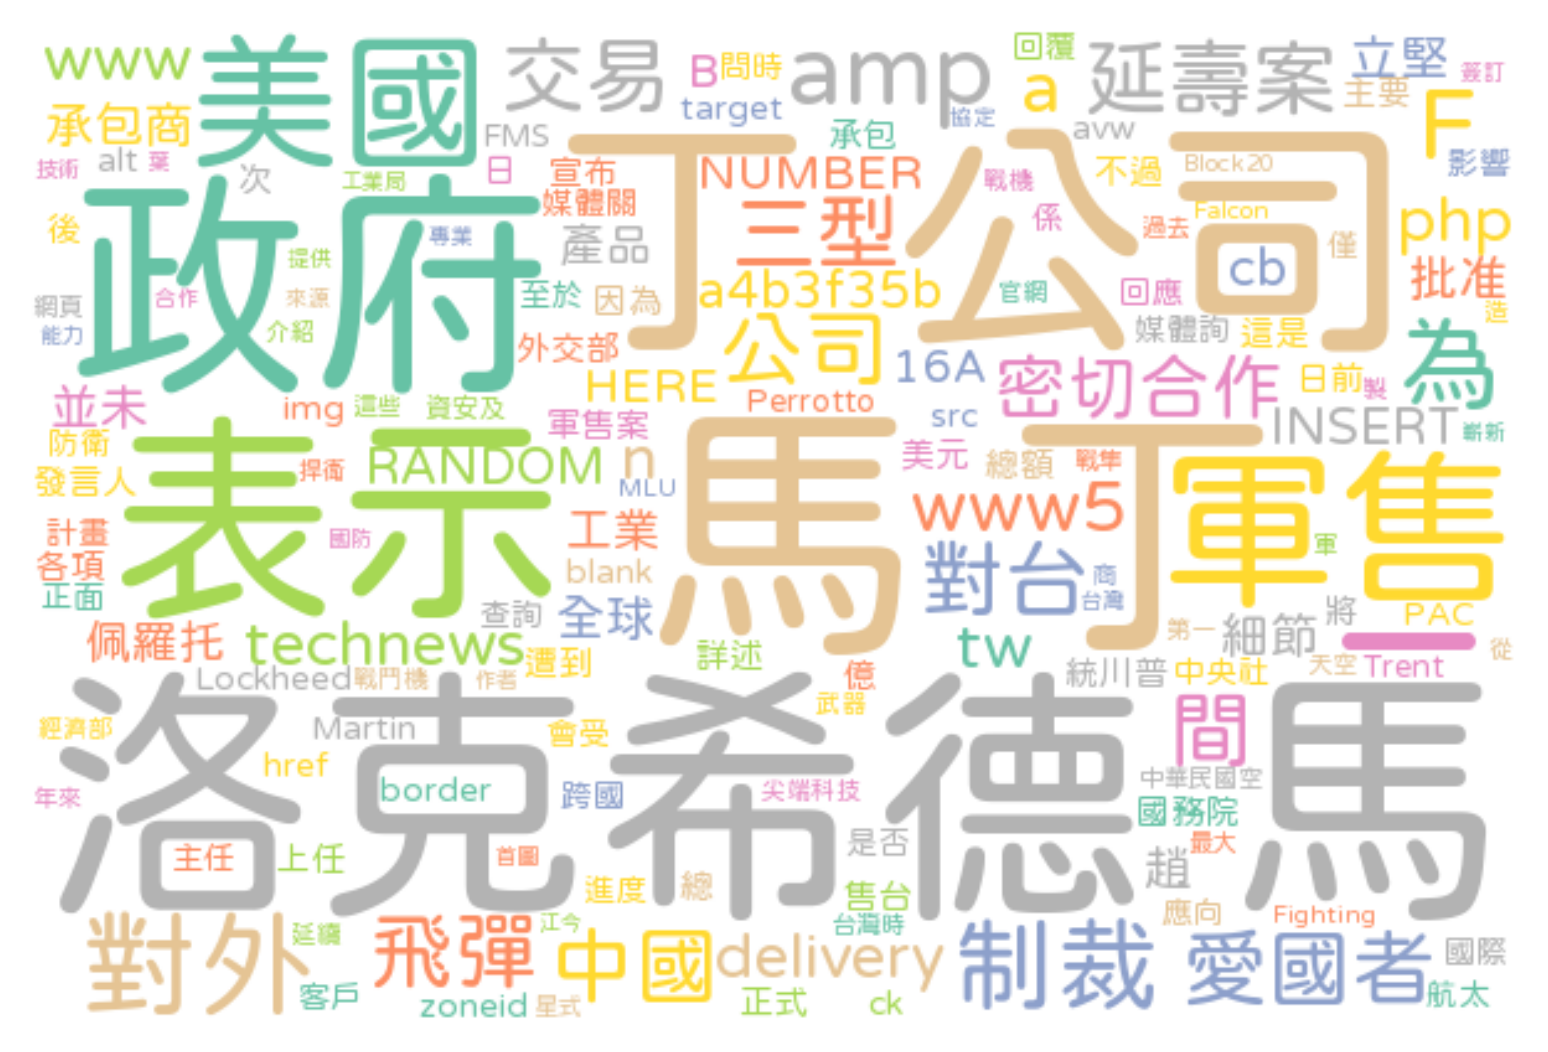 www
美國
交易
B
問時
amp
回覆
a
延壽案
立堅
簽訂
承包商
target
協定
主要
F
FMS
承包
avw
技術
alt
葉
次
工業局
日
宣布
丁公司
NUMBER
戰機
不過
Block20
影響
政府
後
專業
媒體關
三型
係
過去
Falcon
php
提供
產品
cb
僅
批准
網頁
合作
來源
至於
因為
a4b3f35b
官網
回應
造
能力
介紹
外交部
公司
媒體詢
這是
為
16A
密切合作
日前
製
並未
img
這些
資安及
HERE
Perrotto
src
INSERT
嶄新
防衛
表示
軍售案
馬丁
美元
總額
戰隼
軍售
發言人
捍衛
RANDOM
n
MLU
www5
計畫
國防
工業
對台
軍
各項
blank
商
正面
查詢
全球
台灣
將
PAC
佩羅托
technews
遭到
詳述
tw
第一
細節
一
從
Lockheed
戰鬥機
作者
億
統川普
中央社
天空
Trent
洛克希德馬
經濟部
Martin
會受
武器
間
href
中華民國空
年來
border
跨國
尖端科技
國務院
主任
上任
首圖
是否
最大
趙
進度
總
售台
對外
延續
飛彈
江今
台灣時
應向
Fighting
中國
delivery
制裁
愛國者
國際
客戶
zoneid
星式
正式
ck
航太